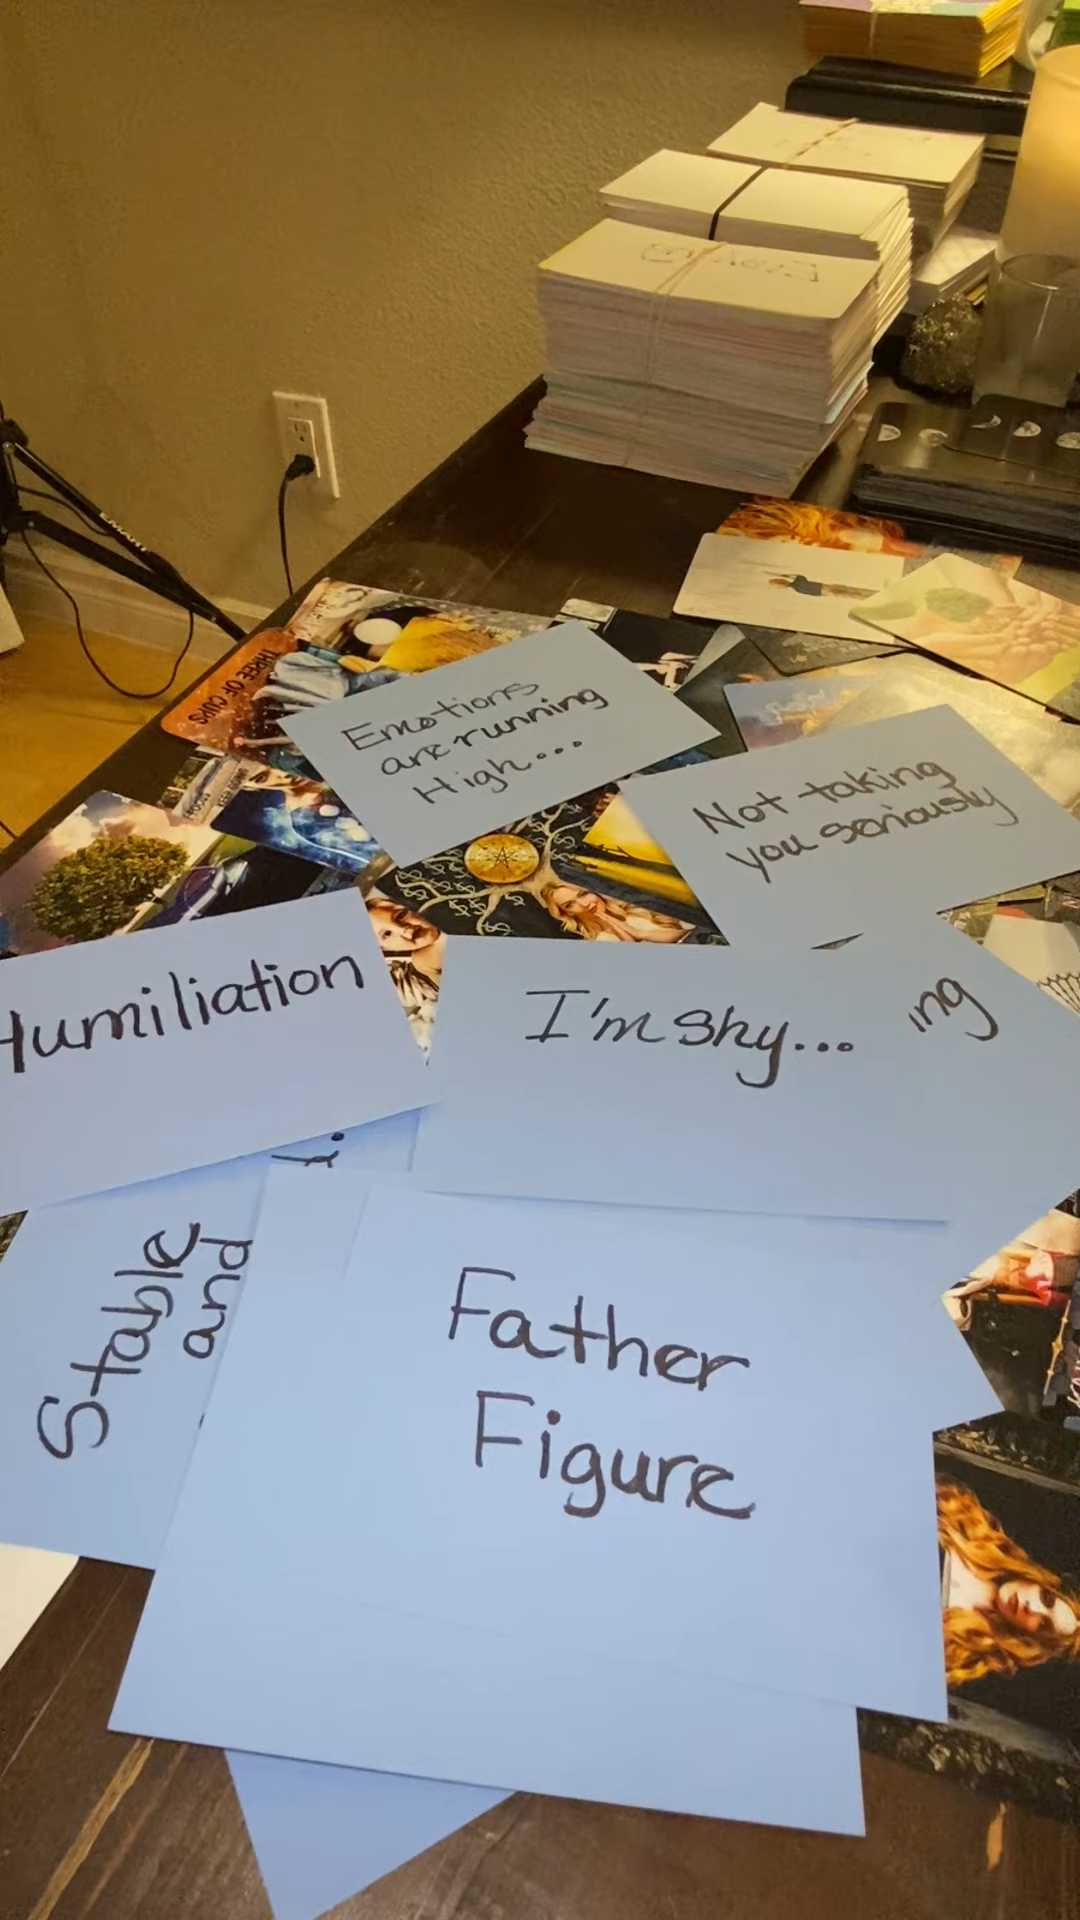 THREE OF CUPS
Emotions
are running
High...
Not taking
you seriously
Humiliation
I'm shy...
ing
Stable
and
Father
Figure